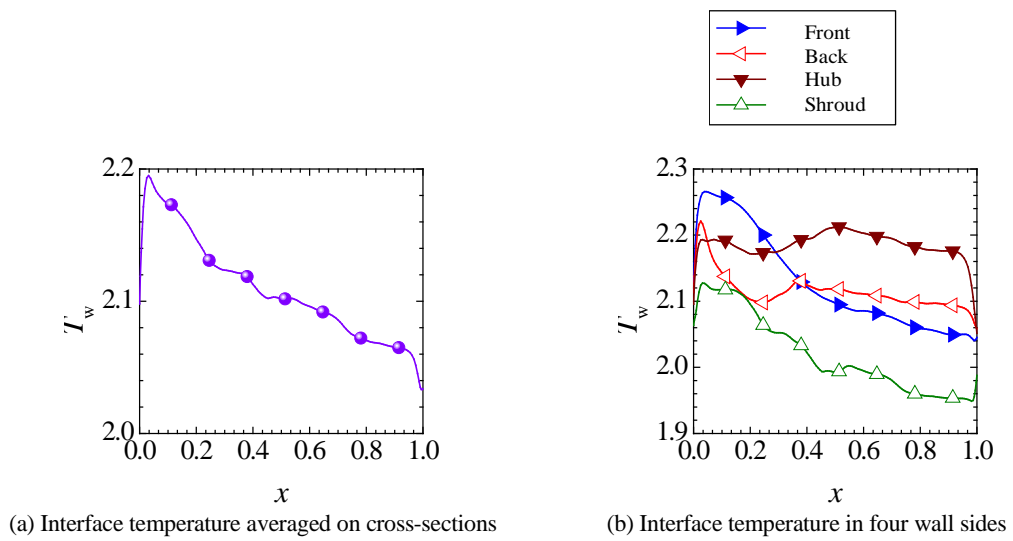 Front
Back
Hub
Shroud
2.2
2.1
2.0
T_w
0.0 0.2 0.4 0.6 0.8 1.0
x
(a) Interface temperature averaged on cross-sections
2.3
2.2
2.1
2.0
1.9
T_w
0.0 0.2 0.4 0.6 0.8 1.0
x
(b) Interface temperature in four wall sides